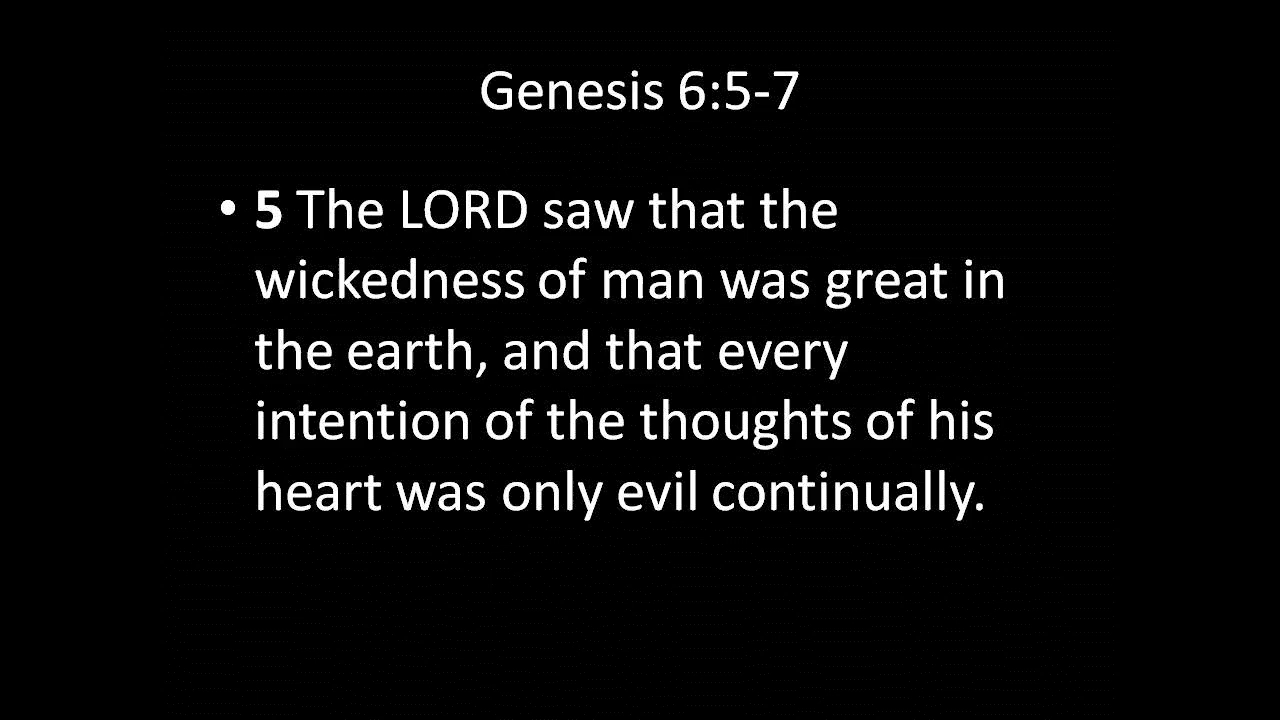 Genesis 6:5-7
• 5 The LORD saw that the
wickedness of man was great in
the earth, and that every
intention of the thoughts of his
heart was only evil continually.